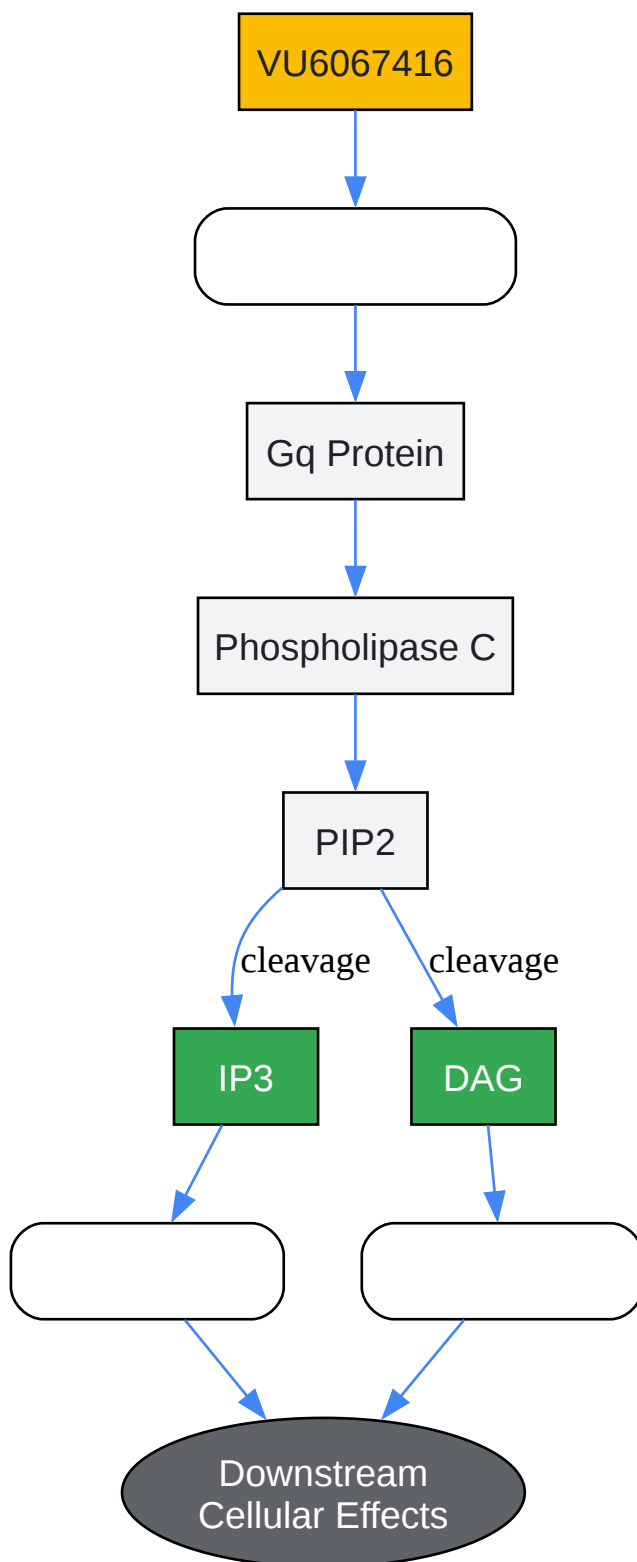 VU6067416
Gq Protein
Phospholipase C
PIP2
cleavage
cleavage
IP3
DAG
Downstream
Cellular Effects